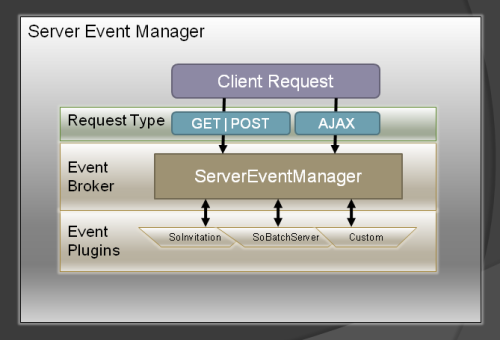 Server Event Manager
Client Request
Request Type
GET | POST
AJAX
Event
Broker
ServerEventManager
Event
Plugins
SoInvitation
SoBatchServer
Custom